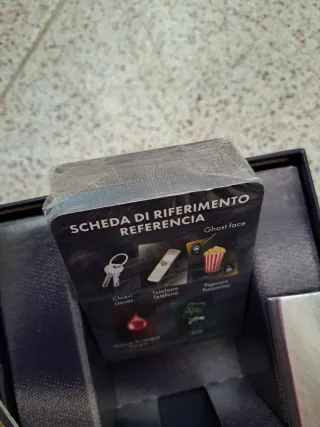 SCHEDA DI RIFERIMENTO
REFERENCIA
Ghost face
Chiavi
Llaves
Telefono
Teléfono
Popcorn
Palomitas